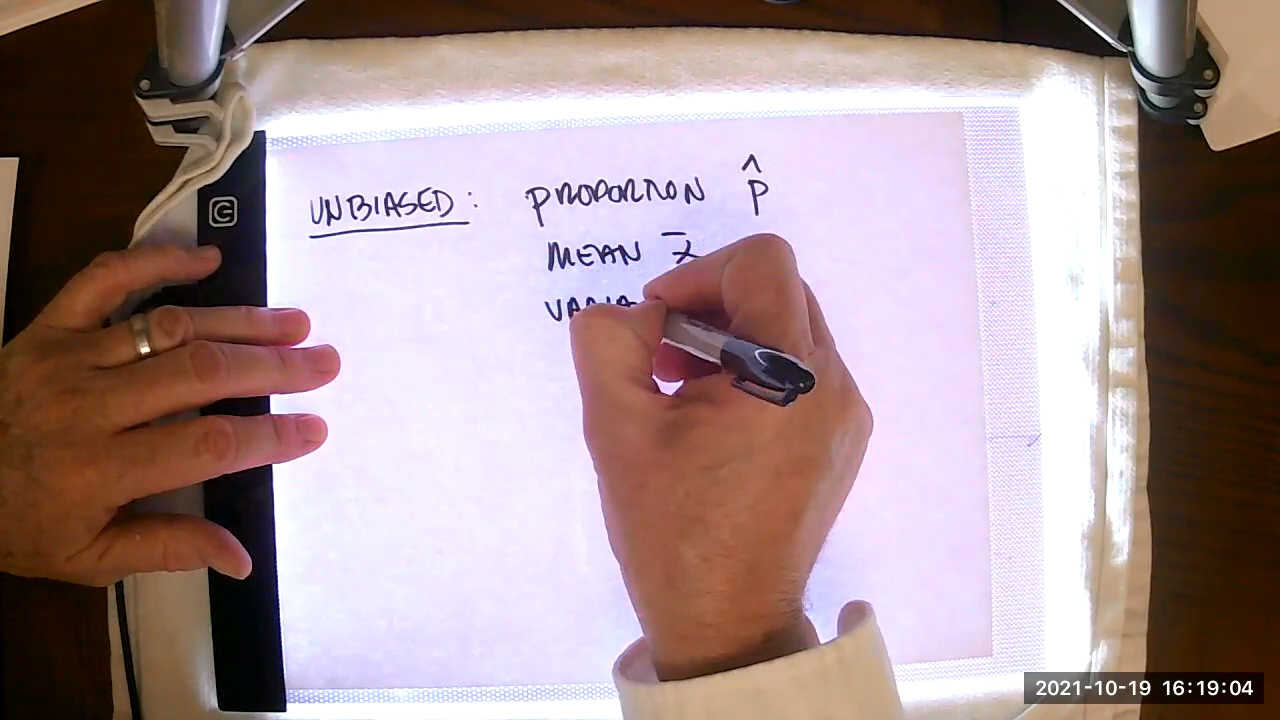 UNBIASED: PROPORTION p̂
MEAN x̄
2021-10-19 16:19:04